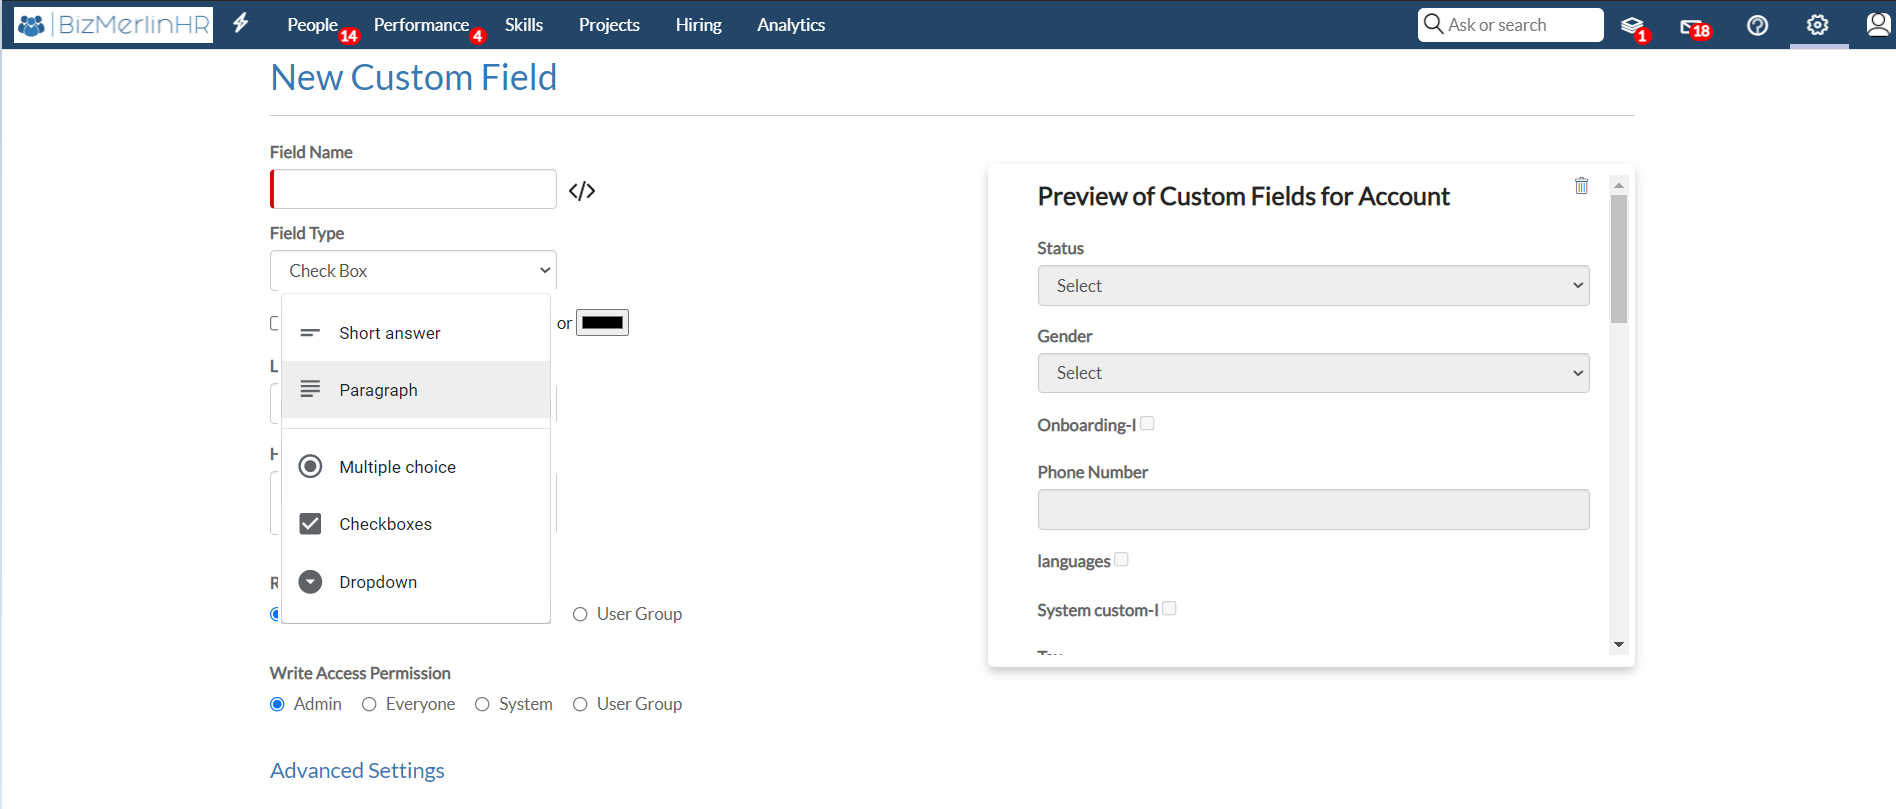 BizMerlinHR
People 14
Performance 4
Skills
Projects
Hiring
Analytics
Ask or search
1
18
New Custom Field
Field Name
</>
Field Type
Check Box
or
Short answer
Paragraph
Multiple choice
Checkboxes
Dropdown
L
H
R
User Group
Write Access Permission
Admin Everyone System User Group
Advanced Settings
Preview of Custom Fields for Account
Status
Select
Gender
Select
Onboarding-I
Phone Number
languages
System custom-I